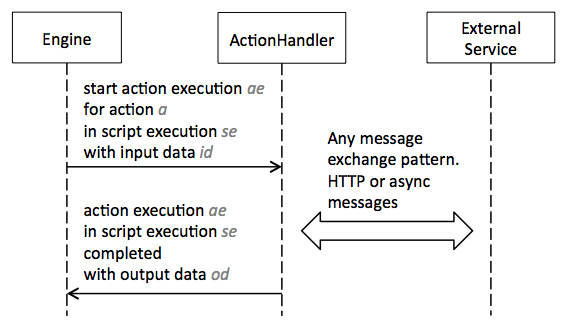 Engine
ActionHandler
External
Service
start action execution ae
for action a
in script execution se
with input data id
Any message
exchange pattern.
HTTP or async
messages
action execution ae
in script execution se
completed
with output data od